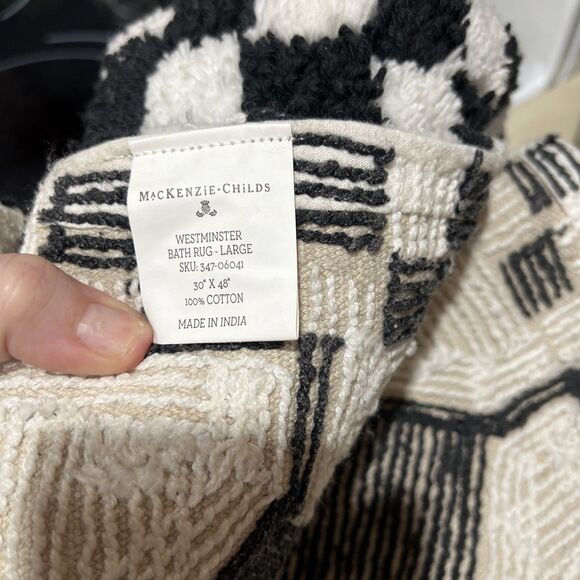 MacKenzie-Childs
WESTMINSTER
BATH RUG - LARGE
SKU: 347-06041
30" X 48"
100% COTTON
MADE IN INDIA